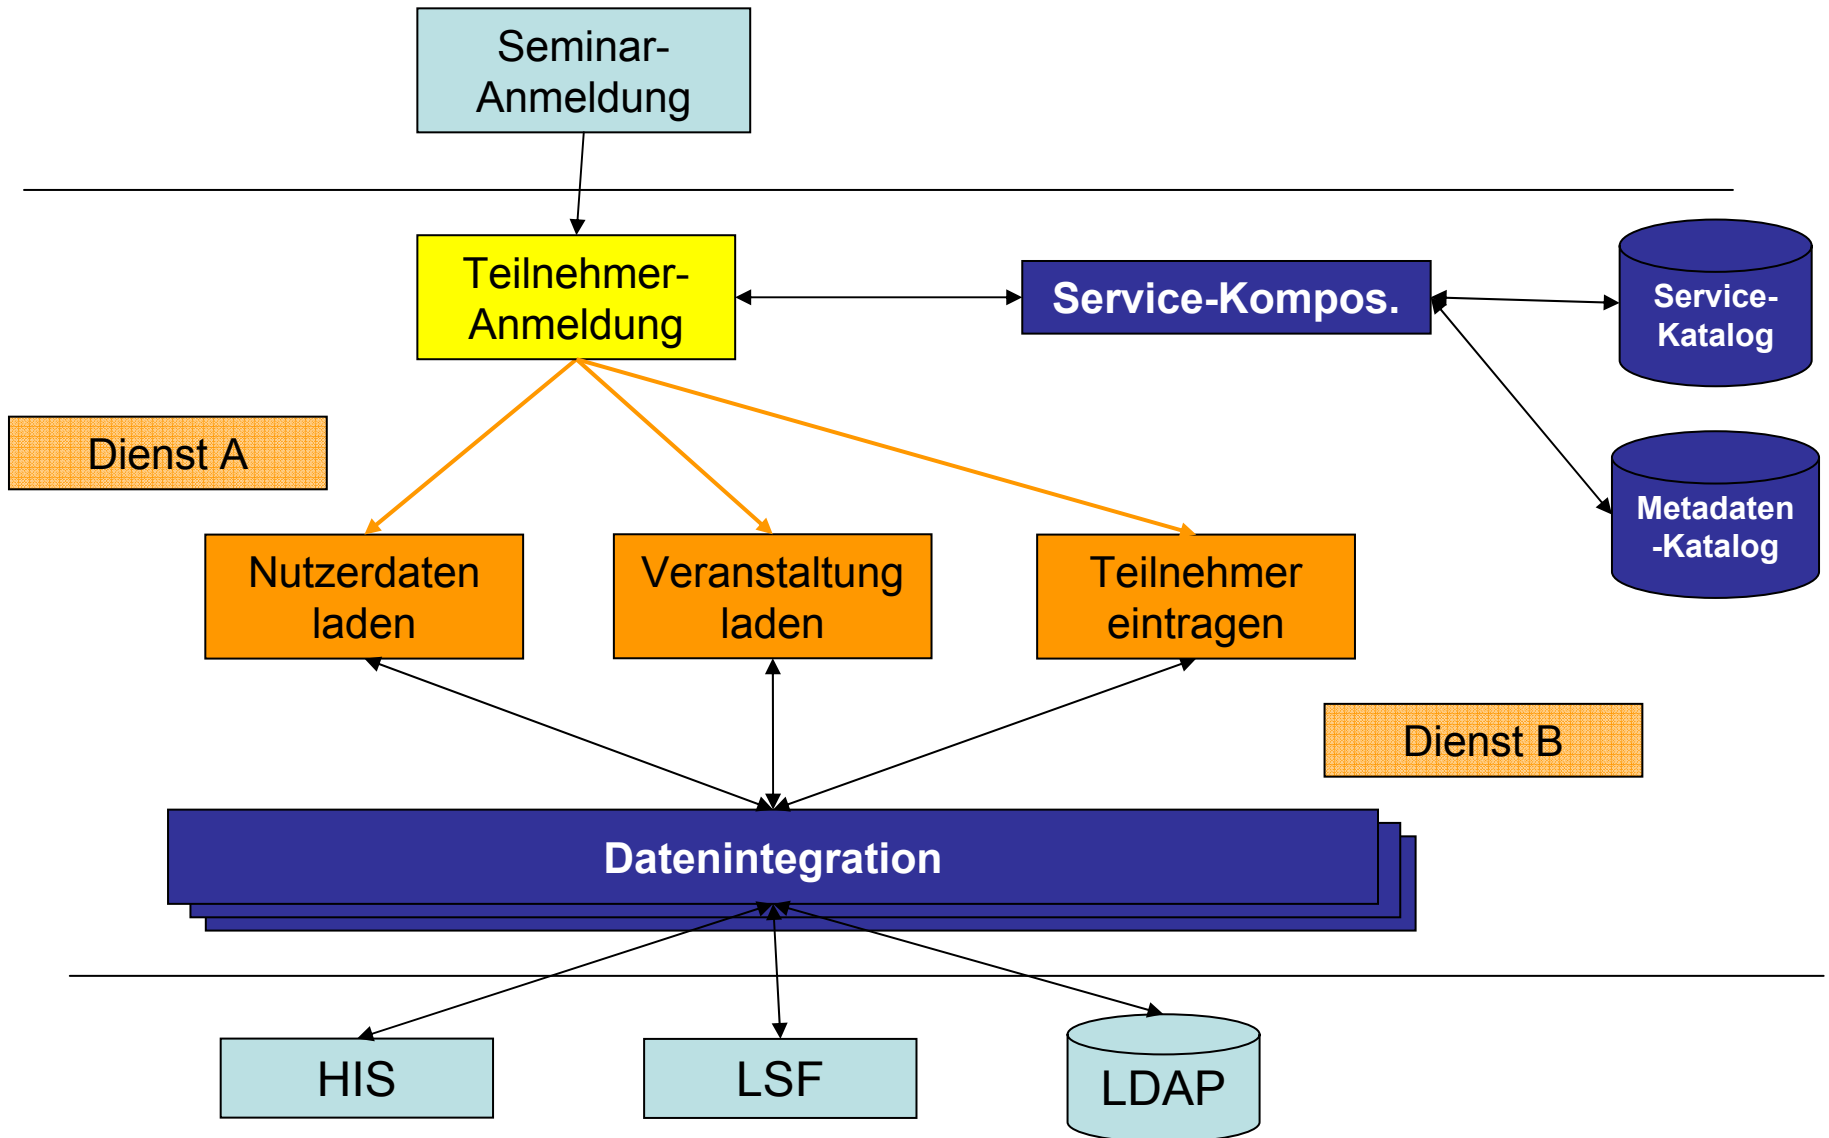 Seminar-
Anmeldung
Teilnehmer-
Anmeldung
Service-Kompos.
Service-
Katalog
Dienst A
Metadaten
-Katalog
Nutzerdaten
laden
Veranstaltung
laden
Teilnehmer
eintragen
Dienst B
Datenintegration
HIS
LSF
LDAP